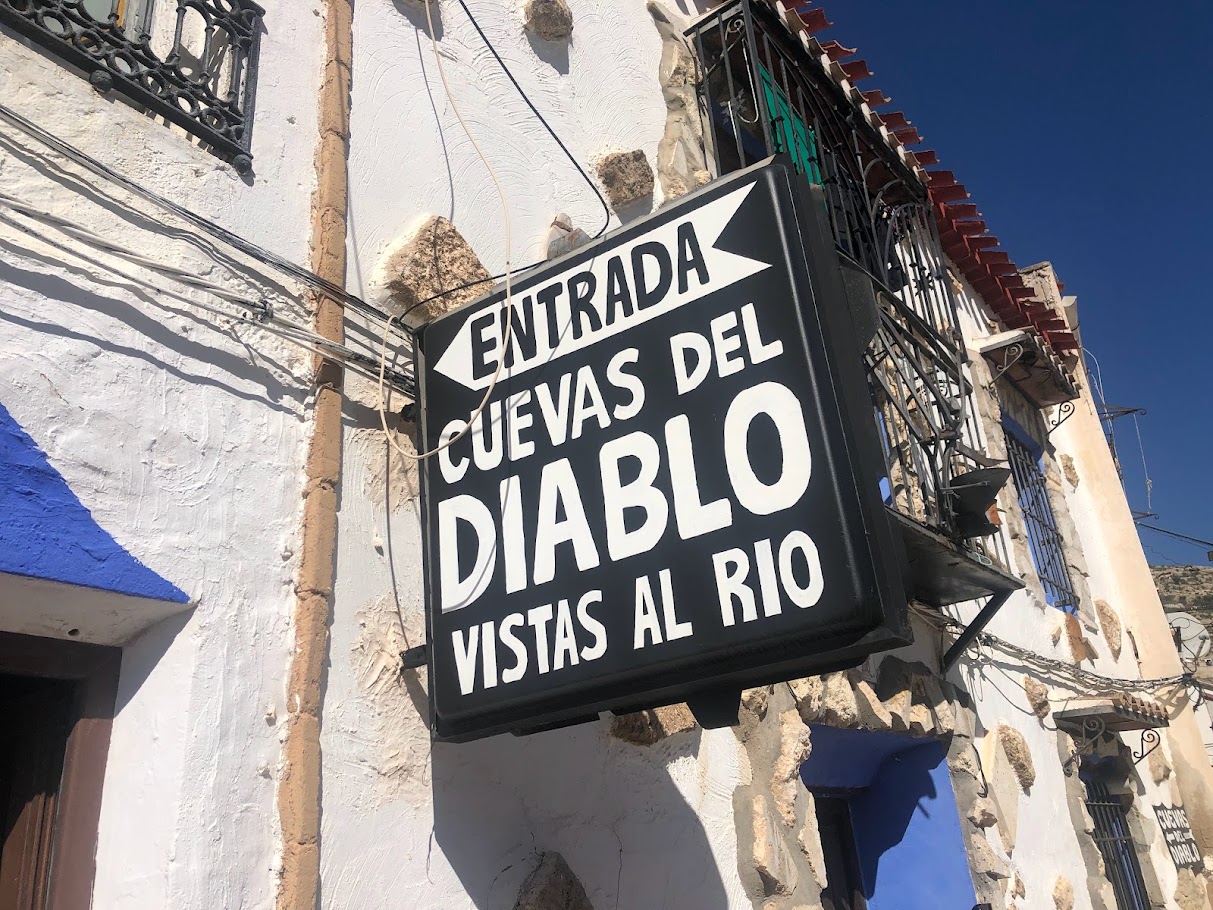 ENTRADA
CUEVAS DEL
DIABLO
VISTAS AL RIO
CUEVAS
DEL
DIABLO